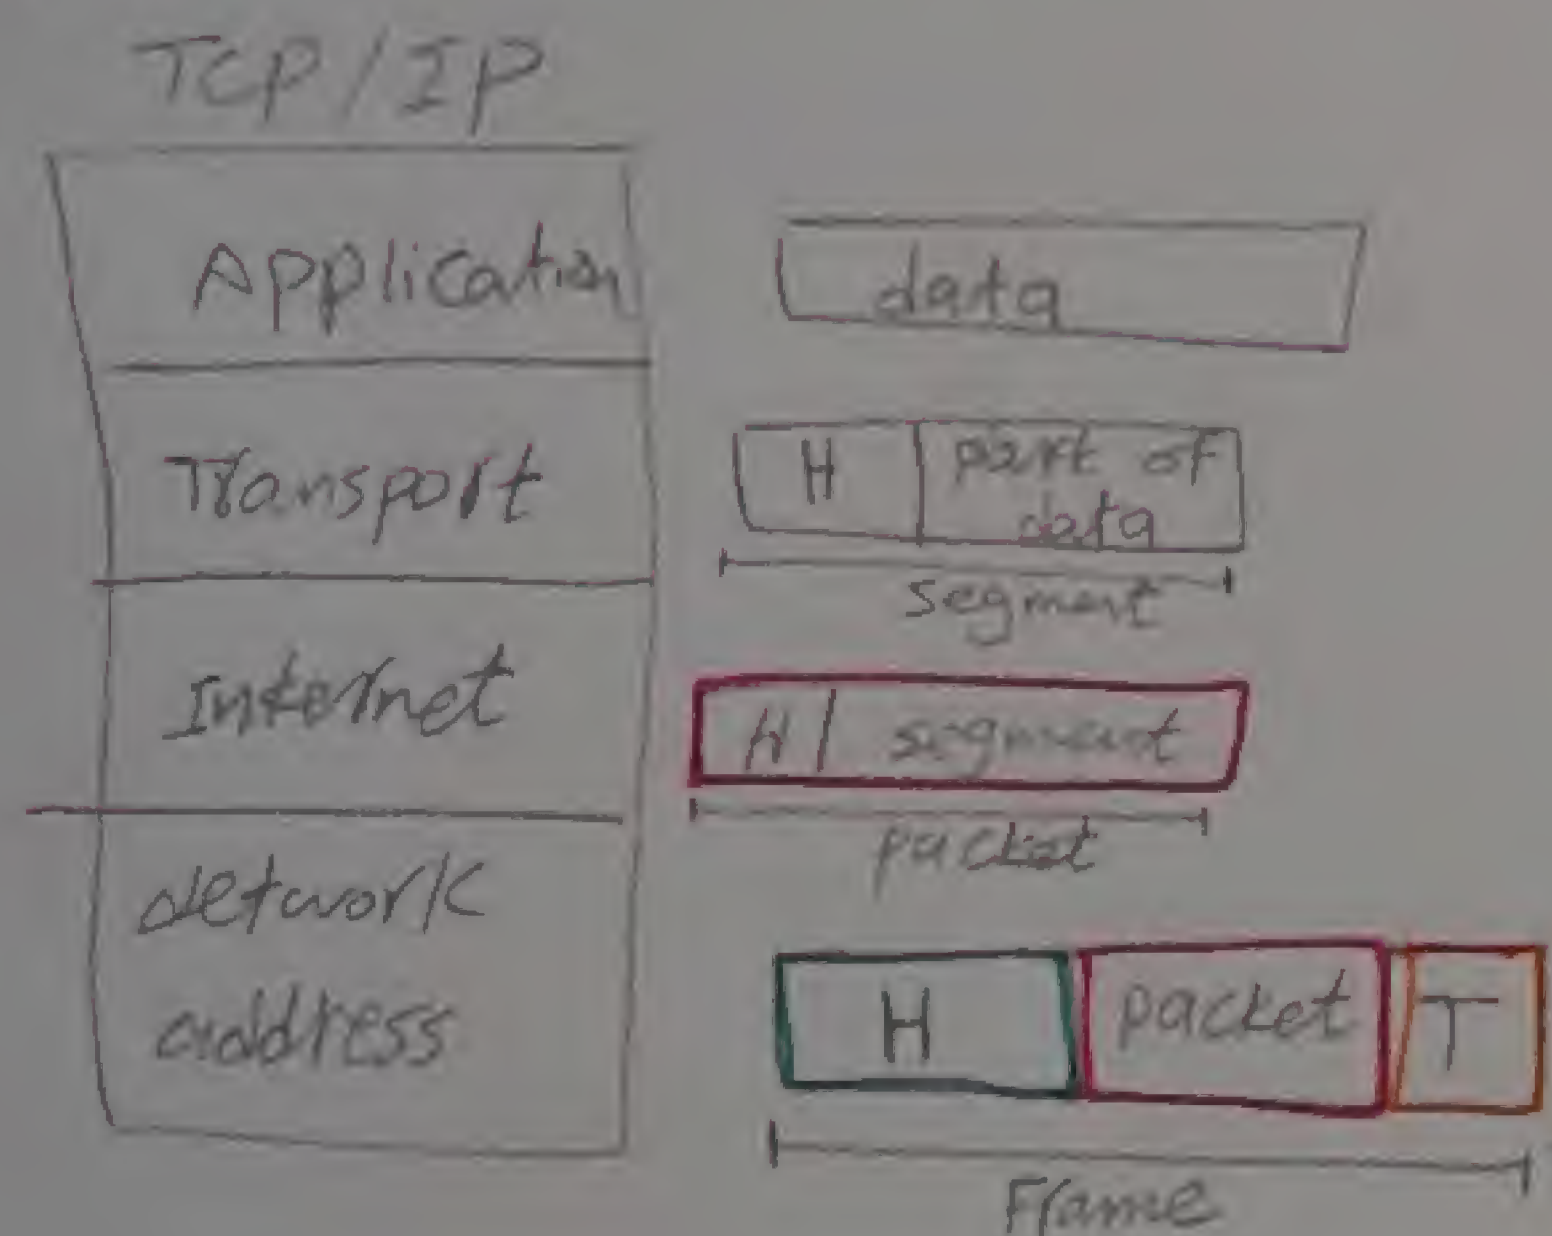 TCP/IP
Application
data
Transport
H
part of
data
segment
Internet
H
segment
packet
Network
address
H
packet
T
Frame